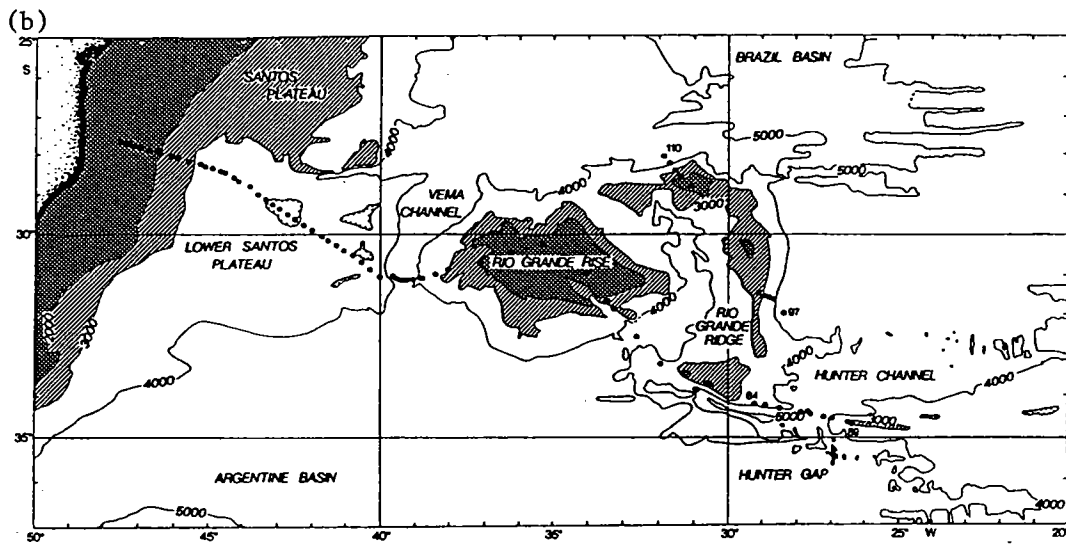 (b)
25
S
SANTOS
PLATEAU
BRAZIL BASIN
4000
5000
110
5000
VEMA
CHANNEL
4000
3000
30
LOWER SANTOS
PLATEAU
RIO GRANDE RISE
4000
97
RIO
GRANDE
RIDGE
2000
3000
4000
HUNTER CHANNEL
4000
4000
84
5000
3000
89
35
ARGENTINE BASIN
HUNTER GAP
5000
4000
50° 45° 40° 35° 30° 25° W 20°